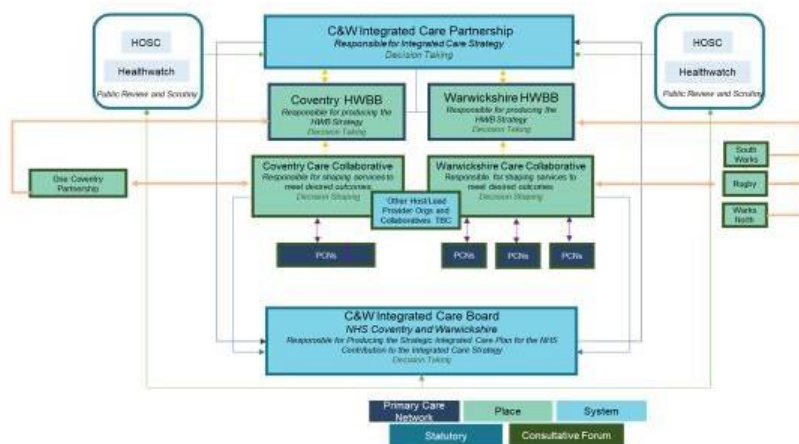 C&W Integrated Care Partnership
Responsible for Integrated Care Strategy
Decision Taking
HOSC
Healthwatch
Public Review and Scrutiny
HOSC
Healthwatch
Public Review and Scrutiny
Coventry HWBB
Responsible for producing the
HWB Strategy
Decision Taking
Warwickshire HWBB
Responsible for producing the
HWB Strategy
Decision Taking
One Coventry
Partnership
Coventry Care Collaborative
Responsible for shaping services to
meet desired outcomes
Decision Shaping
Warwickshire Care Collaborative
Responsible for shaping services to
meet desired outcomes
Decision Shaping
'Other Host/Lead
Provider Orgs and
Collaboratives TBC
South
Warks
Rugby
Warks
North
PCNs
PCNs
PCNs
PCNs
C&W Integrated Care Board
NHS Coventry and Warwickshire
Responsible for Producing the Strategic Integrated Care Plan for the NHS
Contribution to the Integrated Care Strategy
Decision Taking
Primary Care
Network
Place
System
Statutory
Consultative Forum